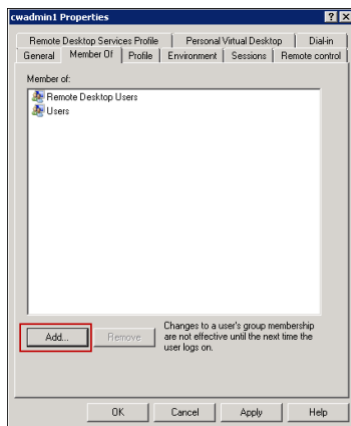 cwadmin1 Properties
Remote Desktop Services Profile Personal Virtual Desktop Dial-in
General Member Of Profile Environment Sessions Remote control
Member of:
Remote Desktop Users
Users
Add... Remove
Changes to a user's group membership
are not effective until the next time the
user logs on.
OK Cancel Apply Help